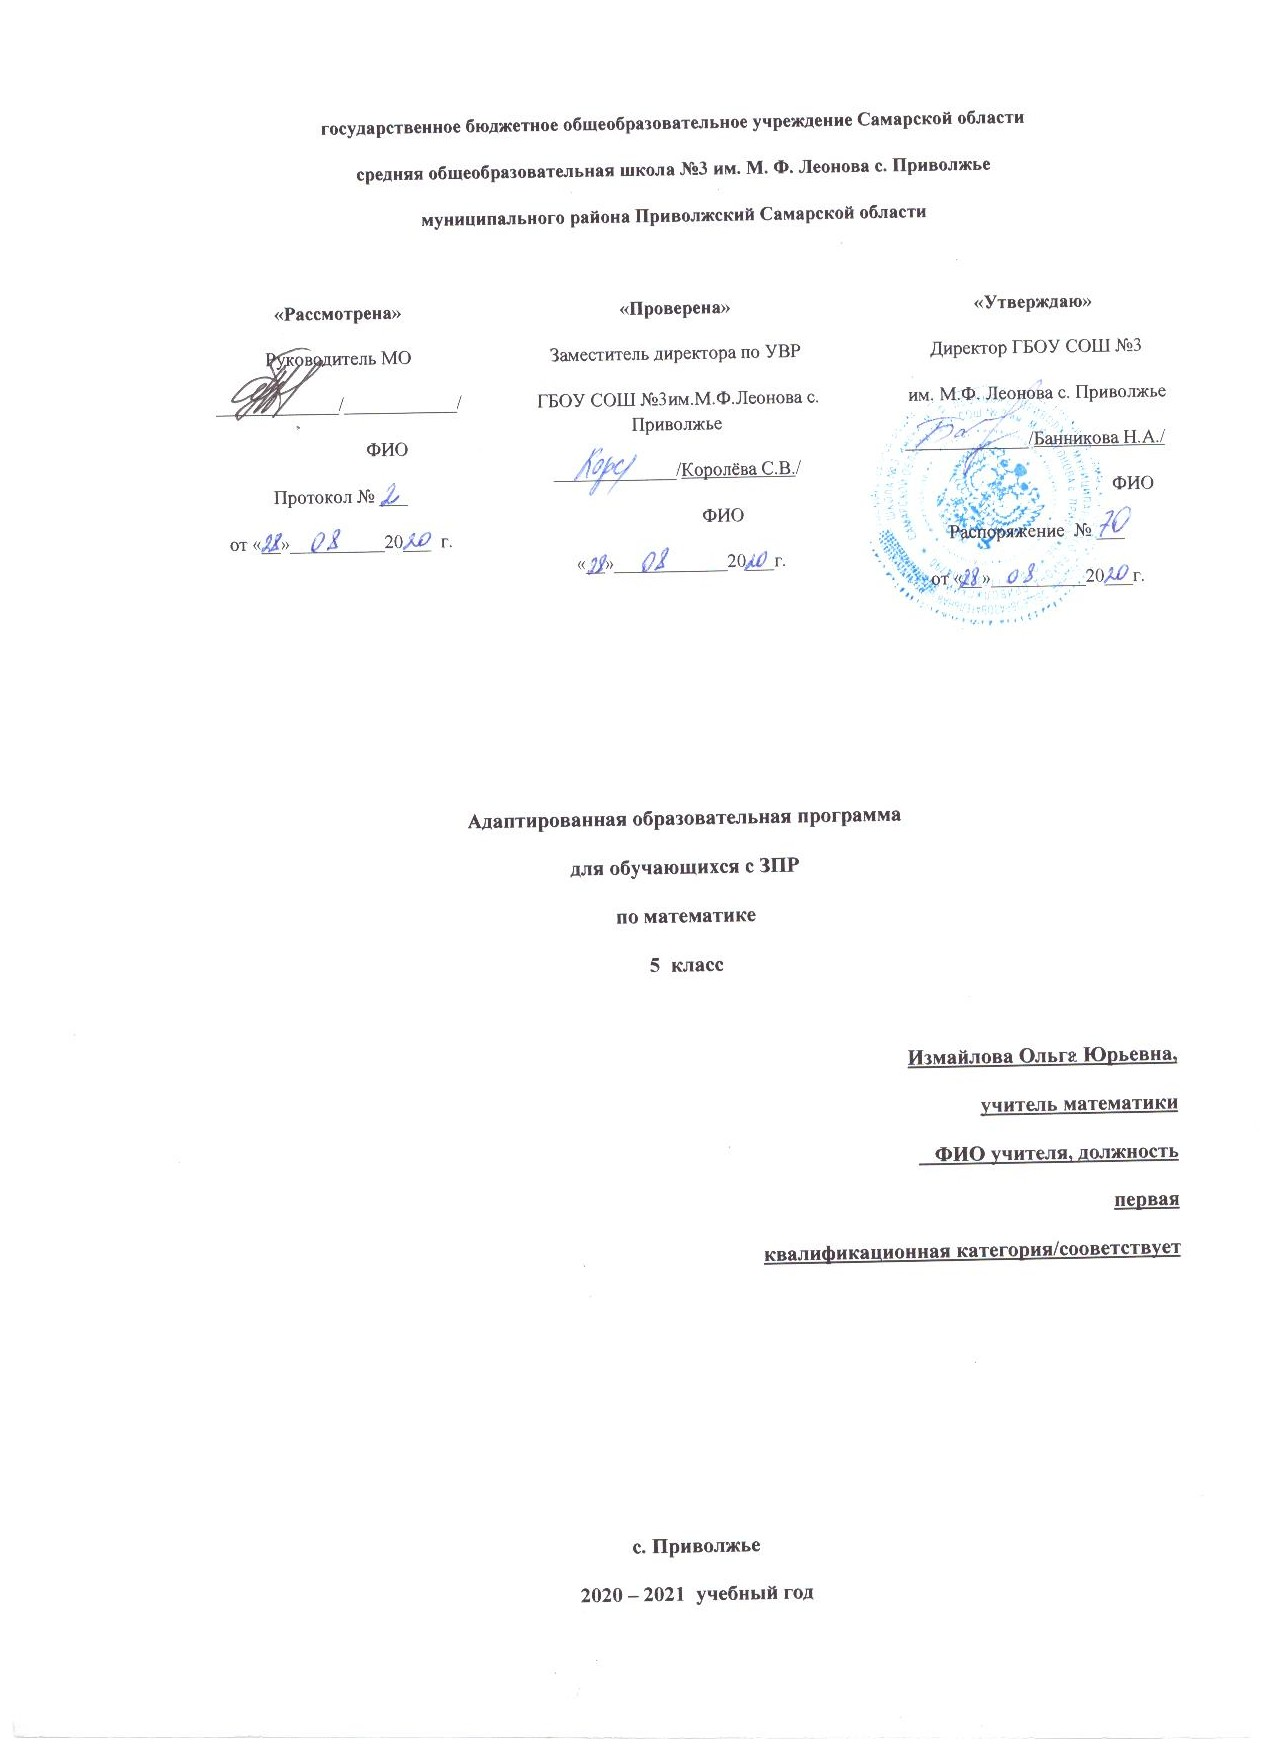 государственное бюджетное общеобразовательное учреждение Самарской области
средняя общеобразовательная школа №3 им. М. Ф. Леонова с. Приволжье
муниципального района Приволжский Самарской области
«Рассмотрена»
Руководитель МО
_____________/____________/
ФИО
Протокол № 2
от «28» 08 2020 г.
«Проверена»
Заместитель директора по УВР
ГБОУ СОШ №3им.М.Ф.Леонова с.
Приволжье
_____________/Королёва С.В./
ФИО
«28» 08 2020 г.
«Утверждаю»
Директор ГБОУ СОШ №3
им. М.Ф. Леонова с. Приволжье
_____________/Банникова Н.А./
ФИО
Распоряжение № 70
от «28» 08 2020 г.
Адаптированная образовательная программа
для обучающихся с ЗПР
по математике
5 класс
Измайлова Ольга Юрьевна,
учитель математики
ФИО учителя, должность
первая
квалификационная категория/сооветствует
с. Приволжье
2020 – 2021 учебный год